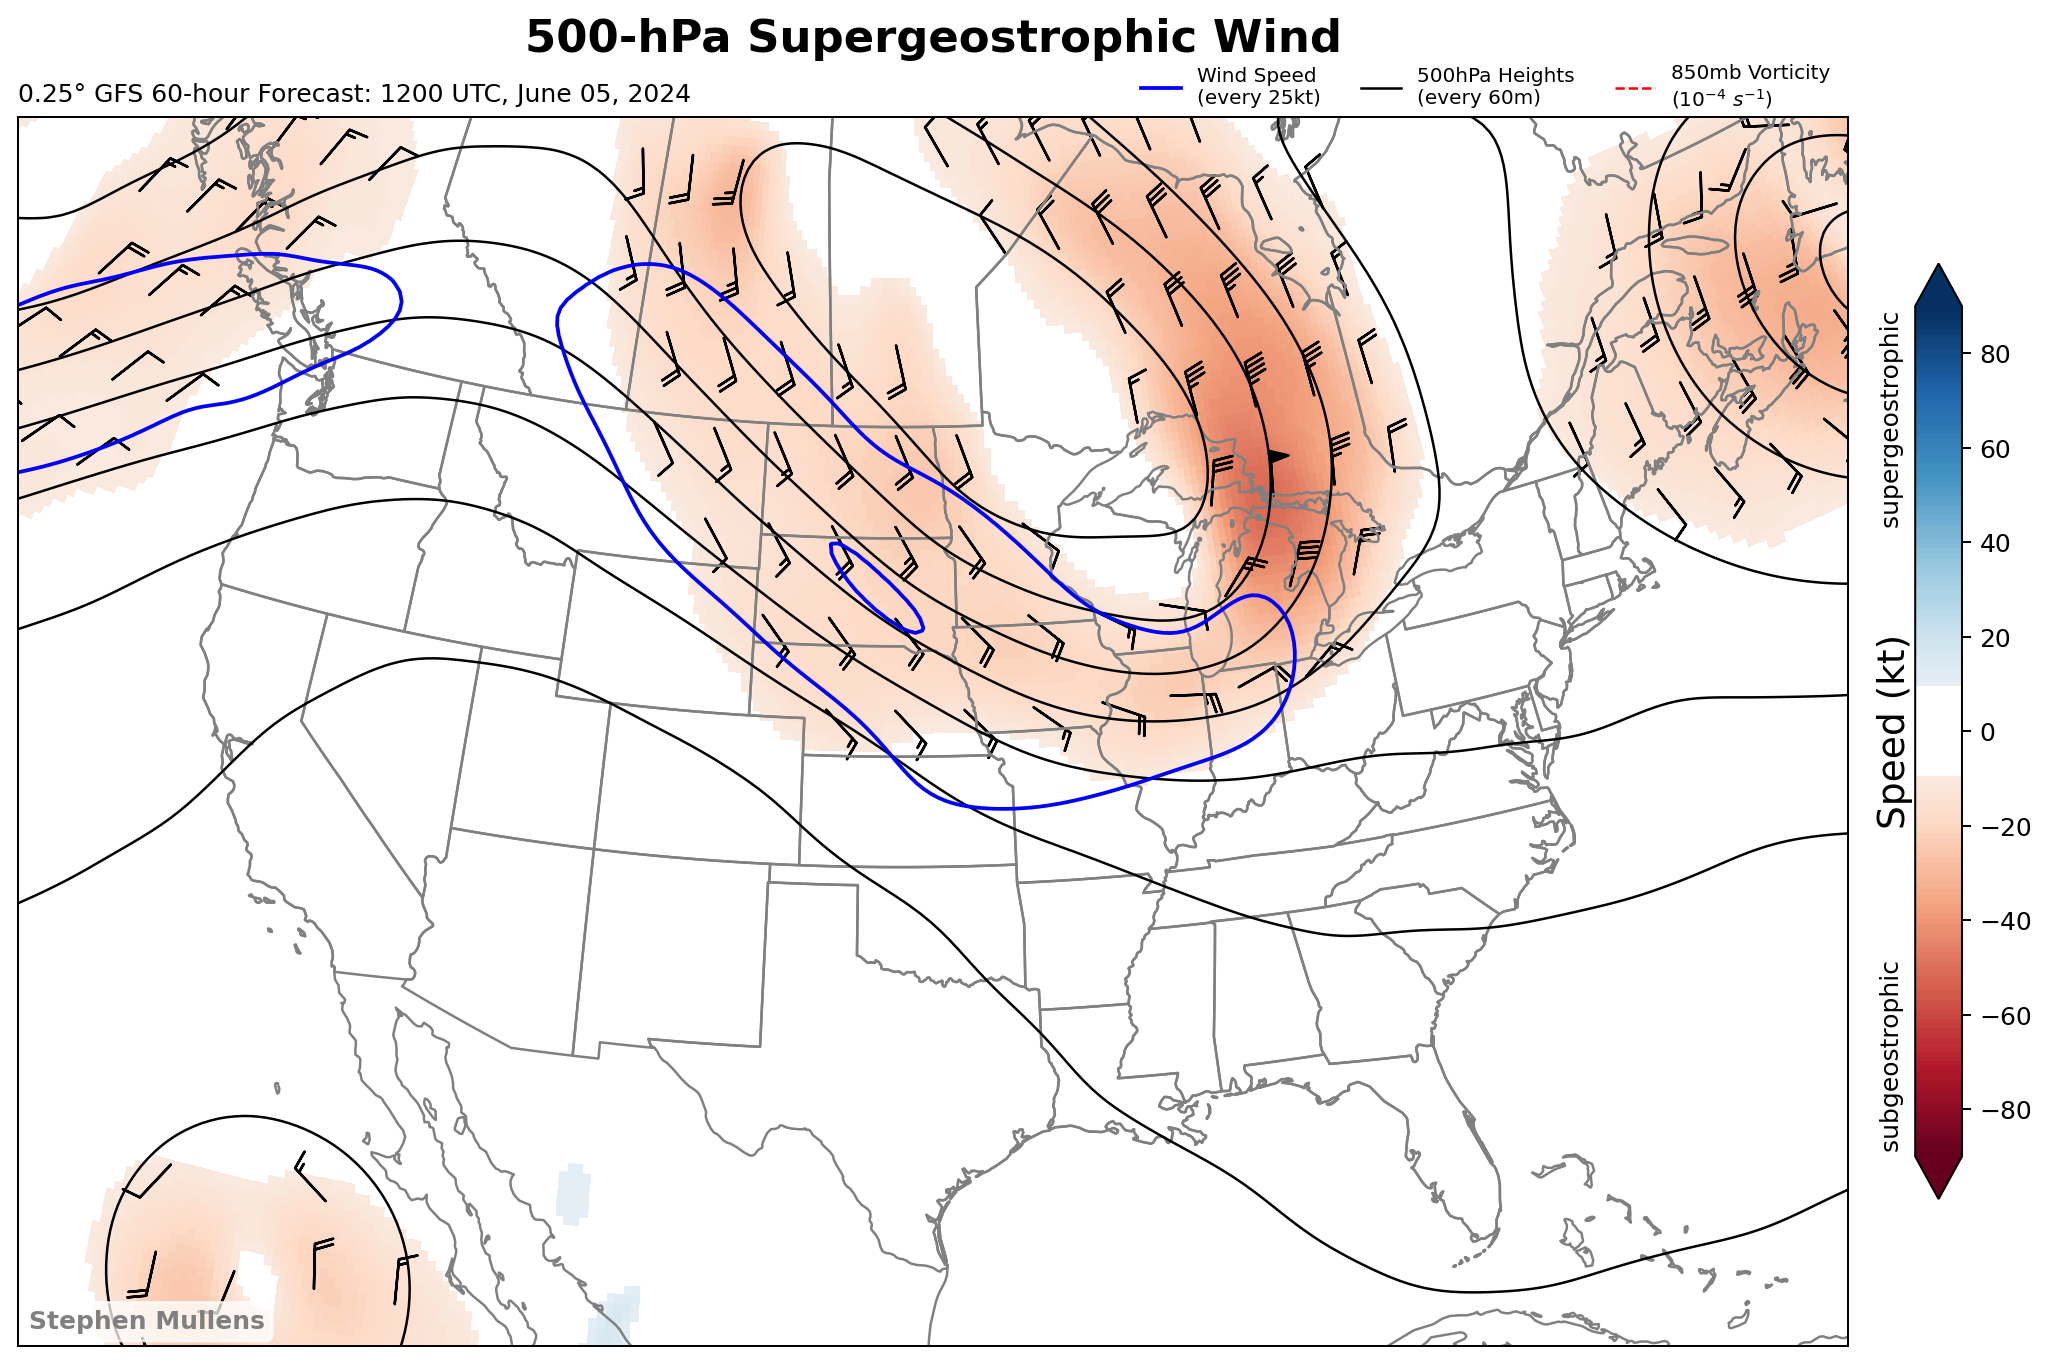 500-hPa Supergeostrophic Wind
0.25° GFS 60-hour Forecast: 1200 UTC, June 05, 2024
Wind Speed
(every 25kt)
500hPa Heights
(every 60m)
850mb Vorticity
(10⁻⁴ s⁻¹)
supergeostrophic
Speed (kt)
subgeostrophic
80
60
40
20
0
−20
−40
−60
−80
Stephen Mullens